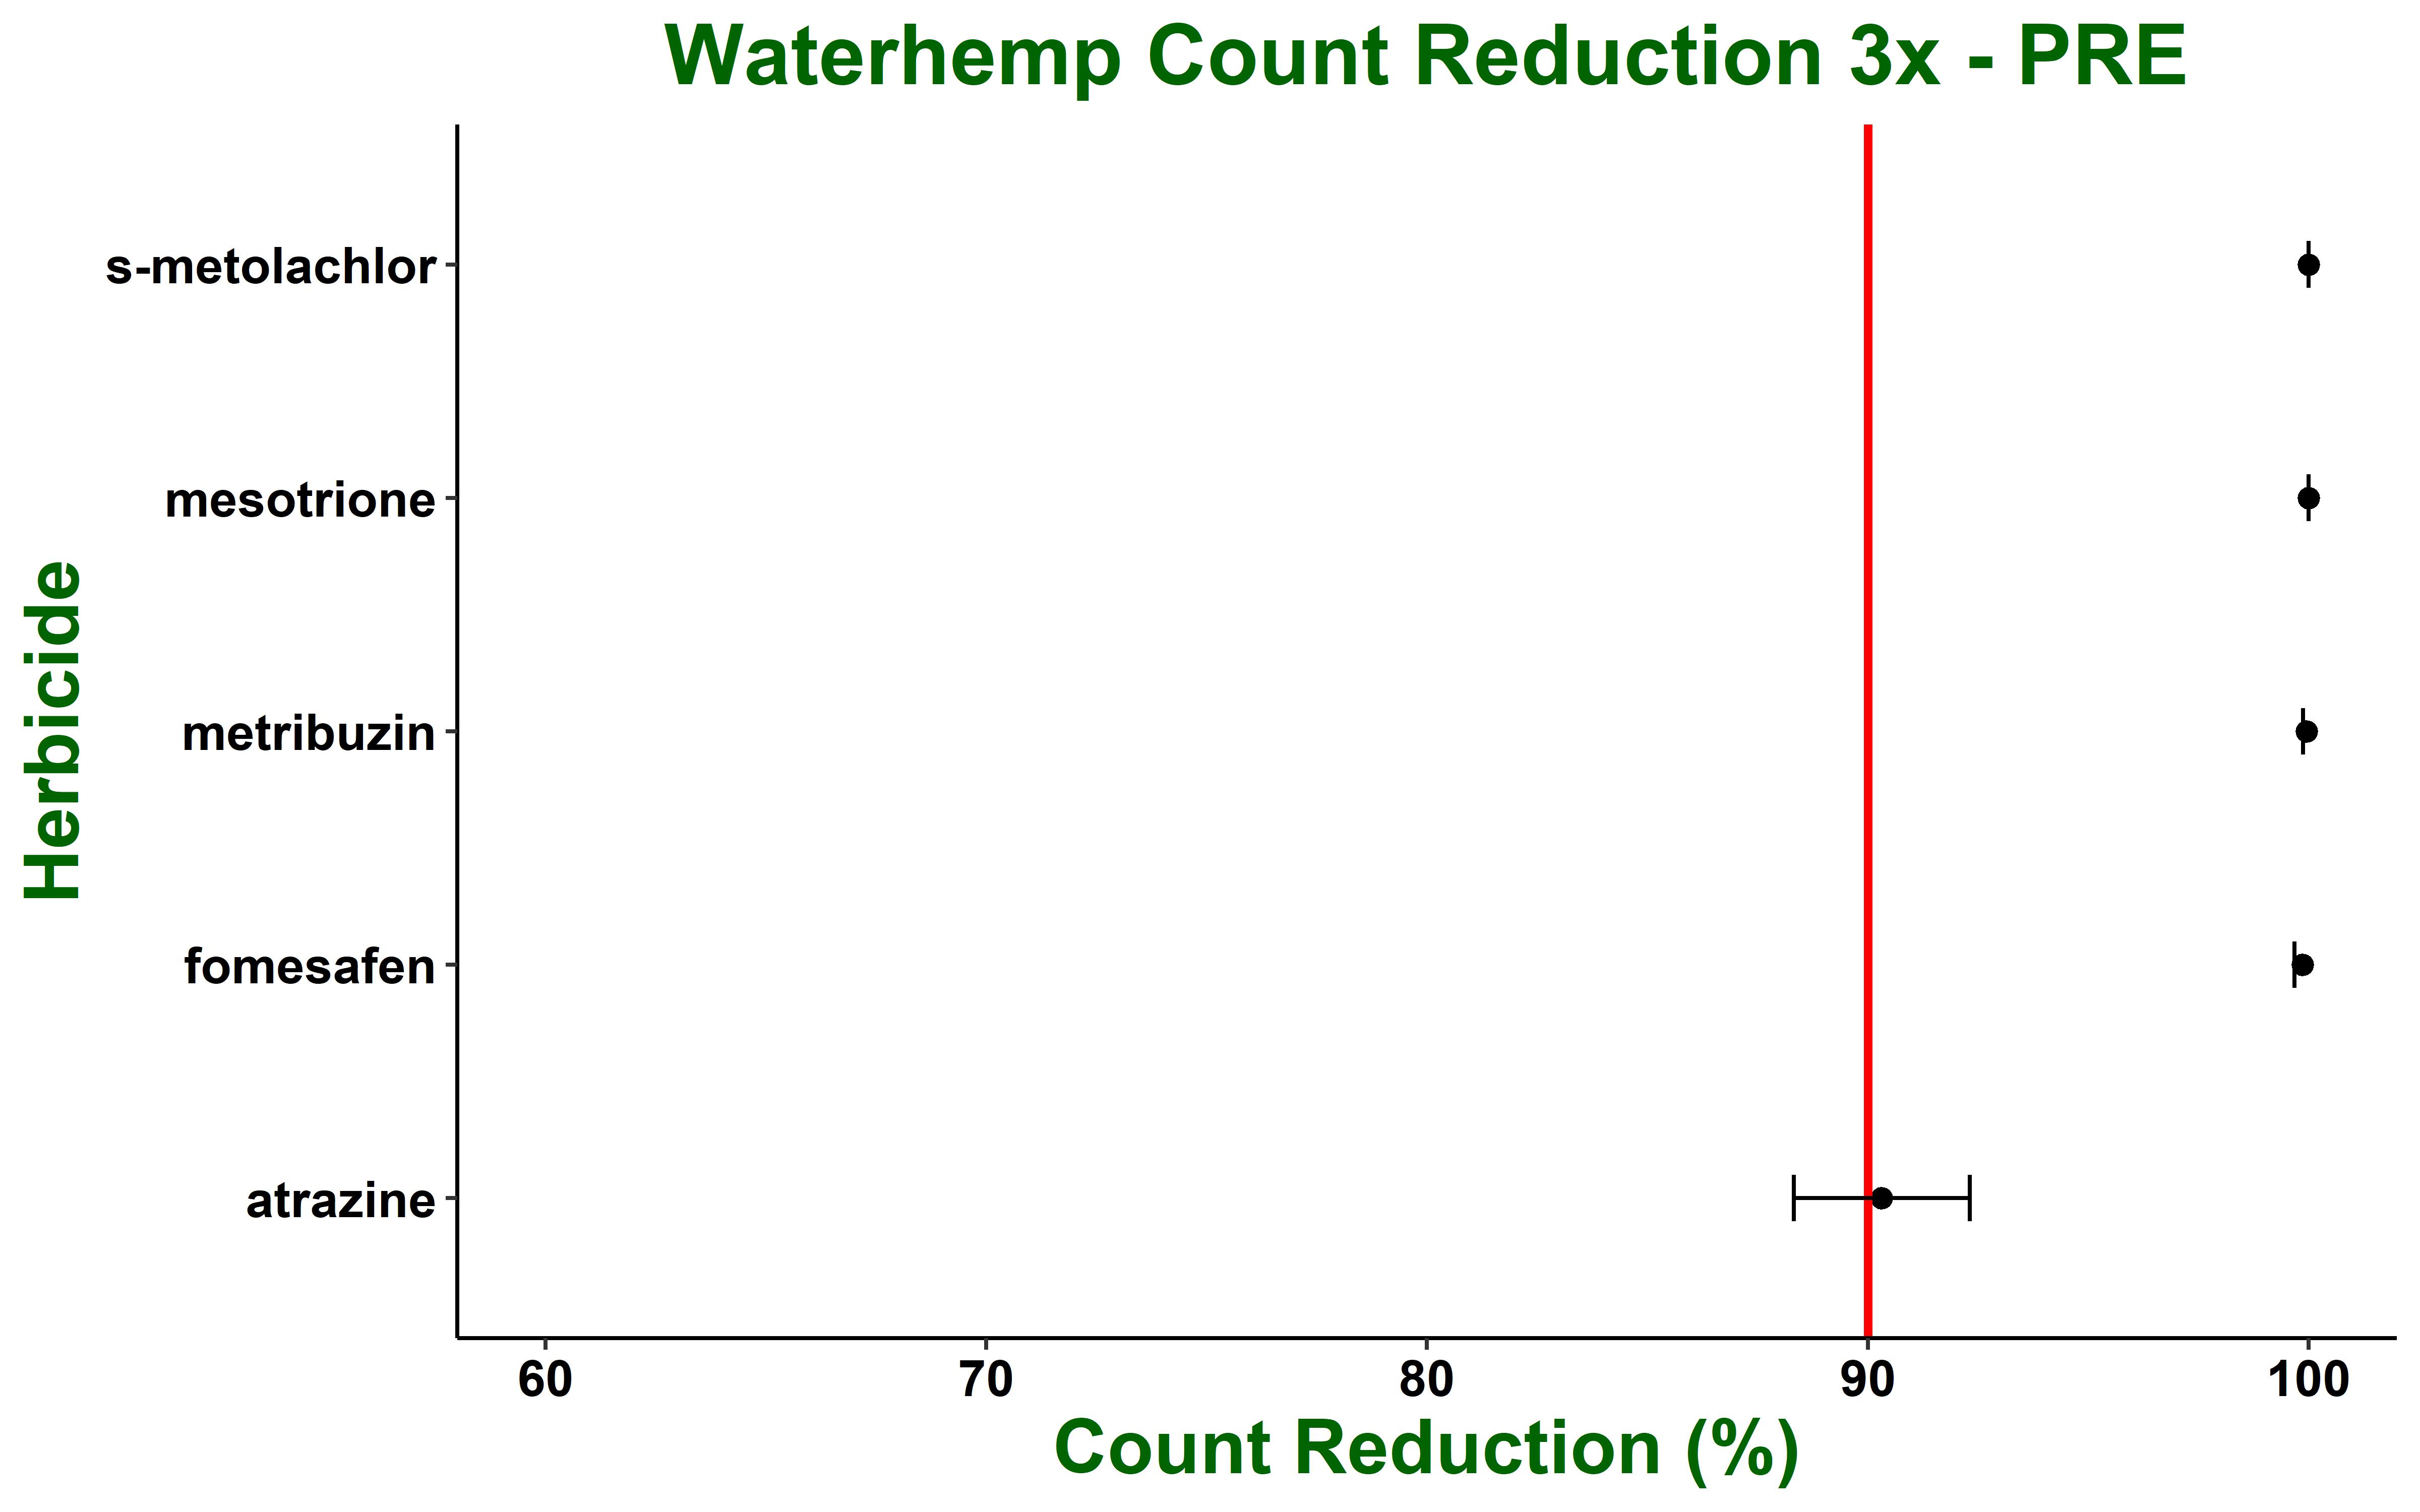 Waterhemp Count Reduction 3x - PRE
Herbicide
s-metolachlor
mesotrione
metribuzin
fomesafen
atrazine
60 70 80 90 100
Count Reduction (%)